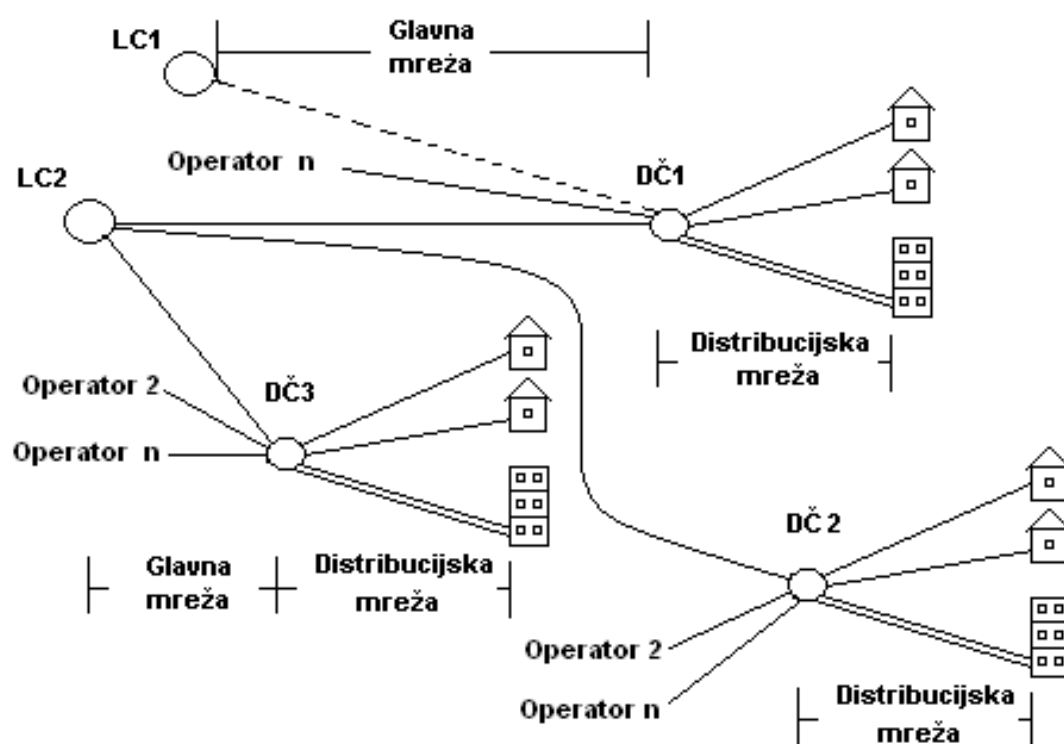 LC1
Glavna
mreža
Operator n
DČ1
LC2
Distribucijska
mreža
Operator 2
DČ3
Operator n
DČ 2
Glavna
mreža
Distribucijska
mreža
Operator 2
Operator n
Distribucijska
mreža